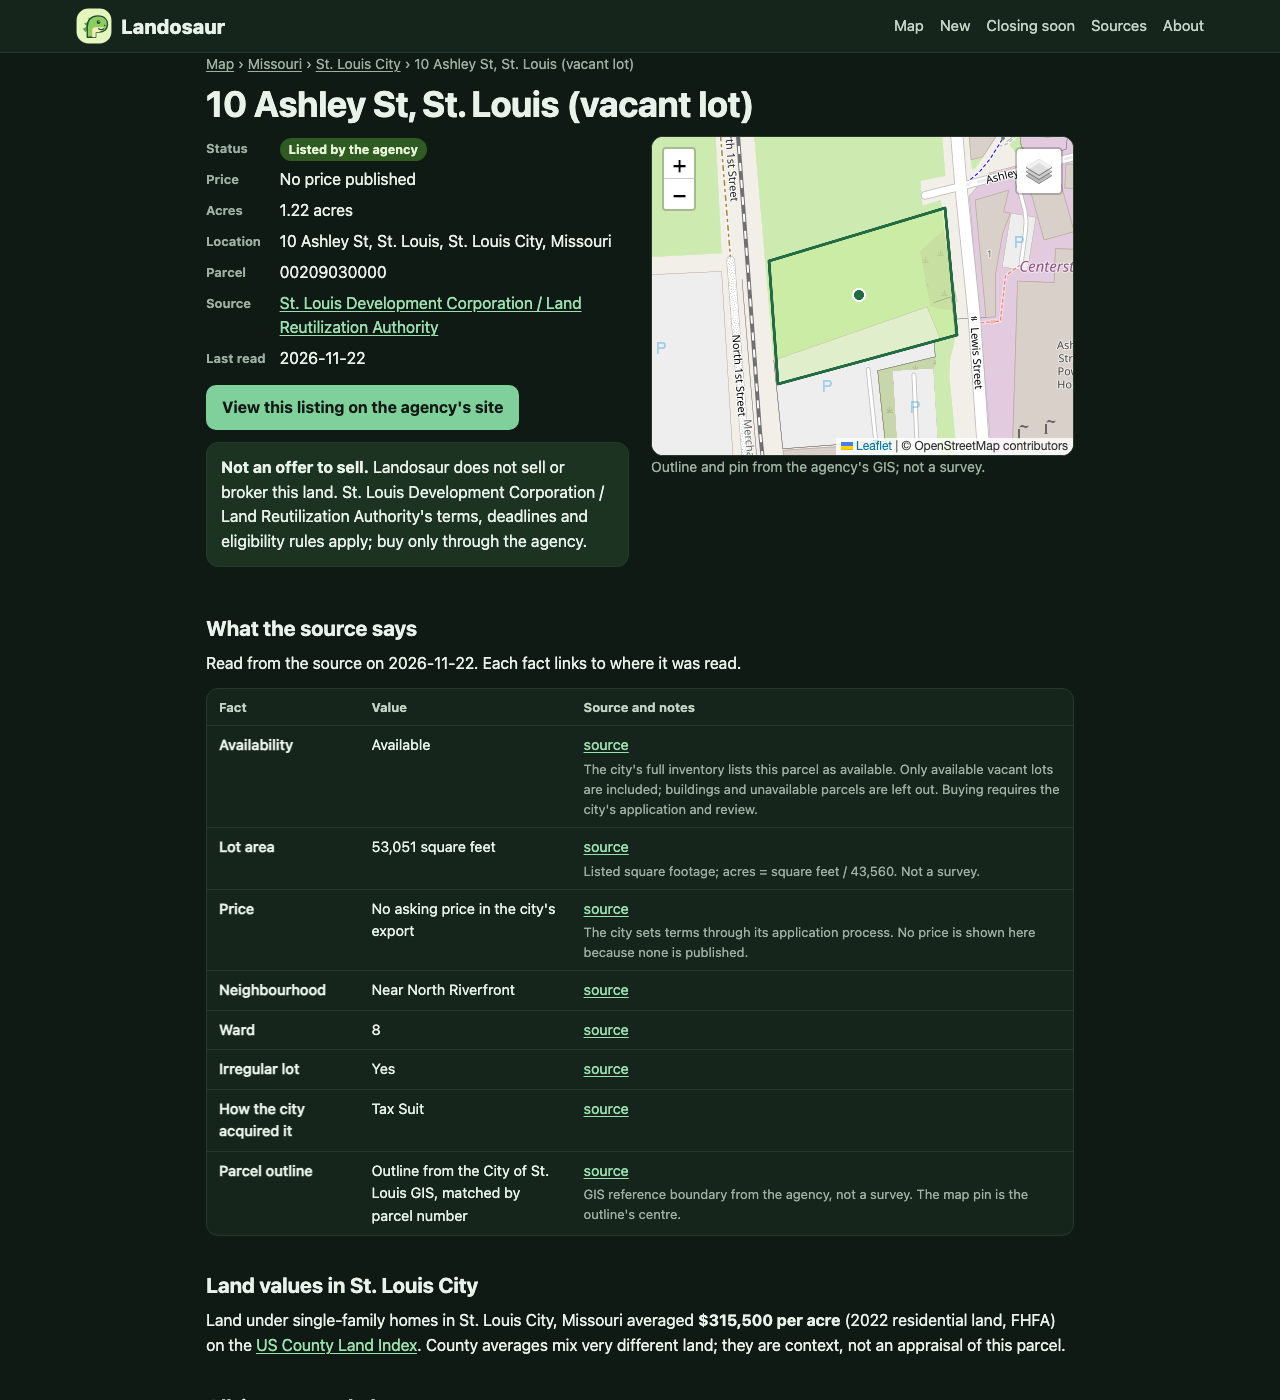 Landosaur
Map New Closing soon Sources About
Map › Missouri › St. Louis City › 10 Ashley St, St. Louis (vacant lot)
10 Ashley St, St. Louis (vacant lot)
Status Listed by the agency
Price No price published
Acres 1.22 acres
Location 10 Ashley St, St. Louis, St. Louis City, Missouri
Parcel 00209030000
Source St. Louis Development Corporation / Land
Reutilization Authority
Last read 2026-11-22
View this listing on the agency's site
Not an offer to sell. Landosaur does not sell or
broker this land. St. Louis Development Corporation /
Land Reutilization Authority's terms, deadlines and
eligibility rules apply; buy only through the agency.
+
−
th 1st Street
Ashley
P
1
Centerst
P
North 1st Street
Lewis Street
Ash
Str
Pov
Ho
P
P
Mercha
Leaflet | © OpenStreetMap contributors
Outline and pin from the agency's GIS; not a survey.
What the source says
Read from the source on 2026-11-22. Each fact links to where it was read.
Fact Value Source and notes
Availability Available source
The city's full inventory lists this parcel as available. Only available vacant lots
are included; buildings and unavailable parcels are left out. Buying requires the
city's application and review.
Lot area 53,051 square feet source
Listed square footage; acres = square feet / 43,560. Not a survey.
Price No asking price in the city's source
export
The city sets terms through its application process. No price is shown here
because none is published.
Neighbourhood Near North Riverfront source
Ward 8 source
Irregular lot Yes source
How the city Tax Suit source
acquired it
Parcel outline Outline from the City of St. source
Louis GIS, matched by
parcel number
GIS reference boundary from the agency, not a survey. The map pin is the
outline's centre.
Land values in St. Louis City
Land under single-family homes in St. Louis City, Missouri averaged $315,500 per acre (2022 residential land, FHFA)
on the US County Land Index. County averages mix very different land; they are context, not an appraisal of this parcel.